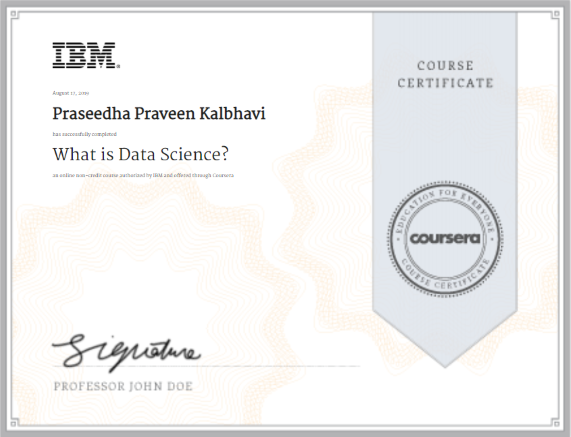 IBM®
August 17, 2019
Praseedha Praveen Kalbhavi
has successfully completed
What is Data Science?
an online non-credit course authorized by IBM and offered through Coursera
Signature
PROFESSOR JOHN DOE
COURSE
CERTIFICATE
EDUCATION FOR EVERYONE
coursera
COURSE CERTIFICATE